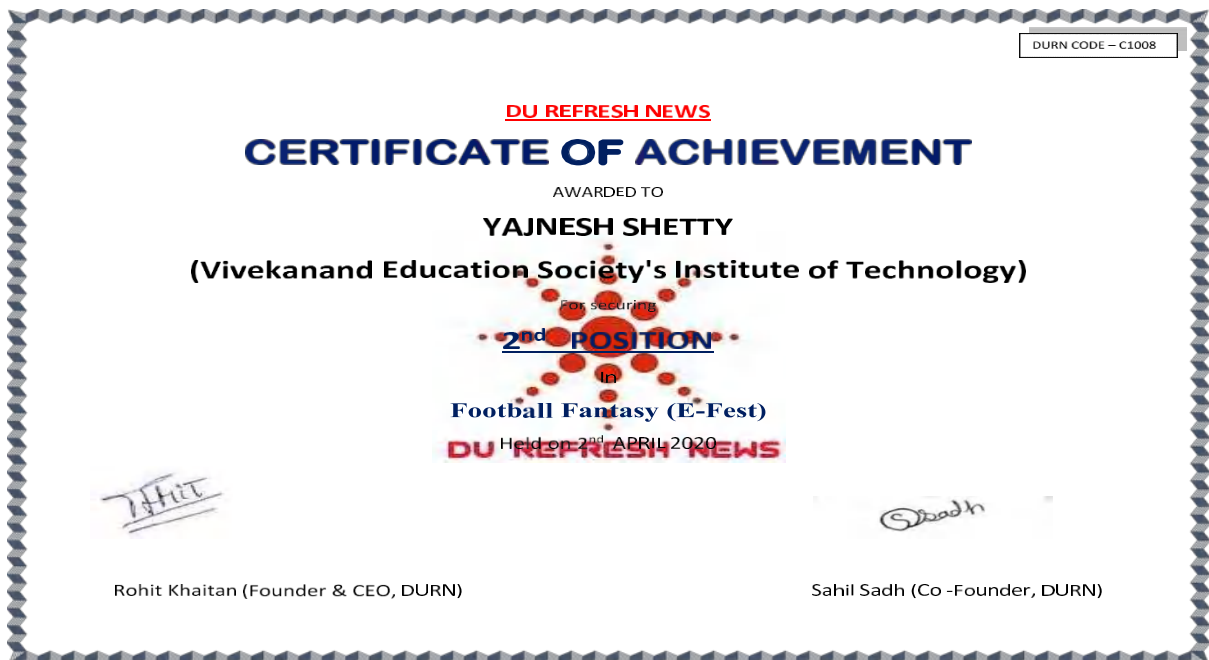 DURN CODE – C1008
DU REFRESH NEWS
CERTIFICATE OF ACHIEVEMENT
AWARDED TO
YAJNESH SHETTY
(Vivekanand Education Society's Institute of Technology)
For securing
2nd POSITION
In
Football Fantasy (E-Fest)
Held on 2nd APRIL 2020
DU REFRESH NEWS
Sadh
Rohit Khaitan (Founder & CEO, DURN)
Sahil Sadh (Co -Founder, DURN)